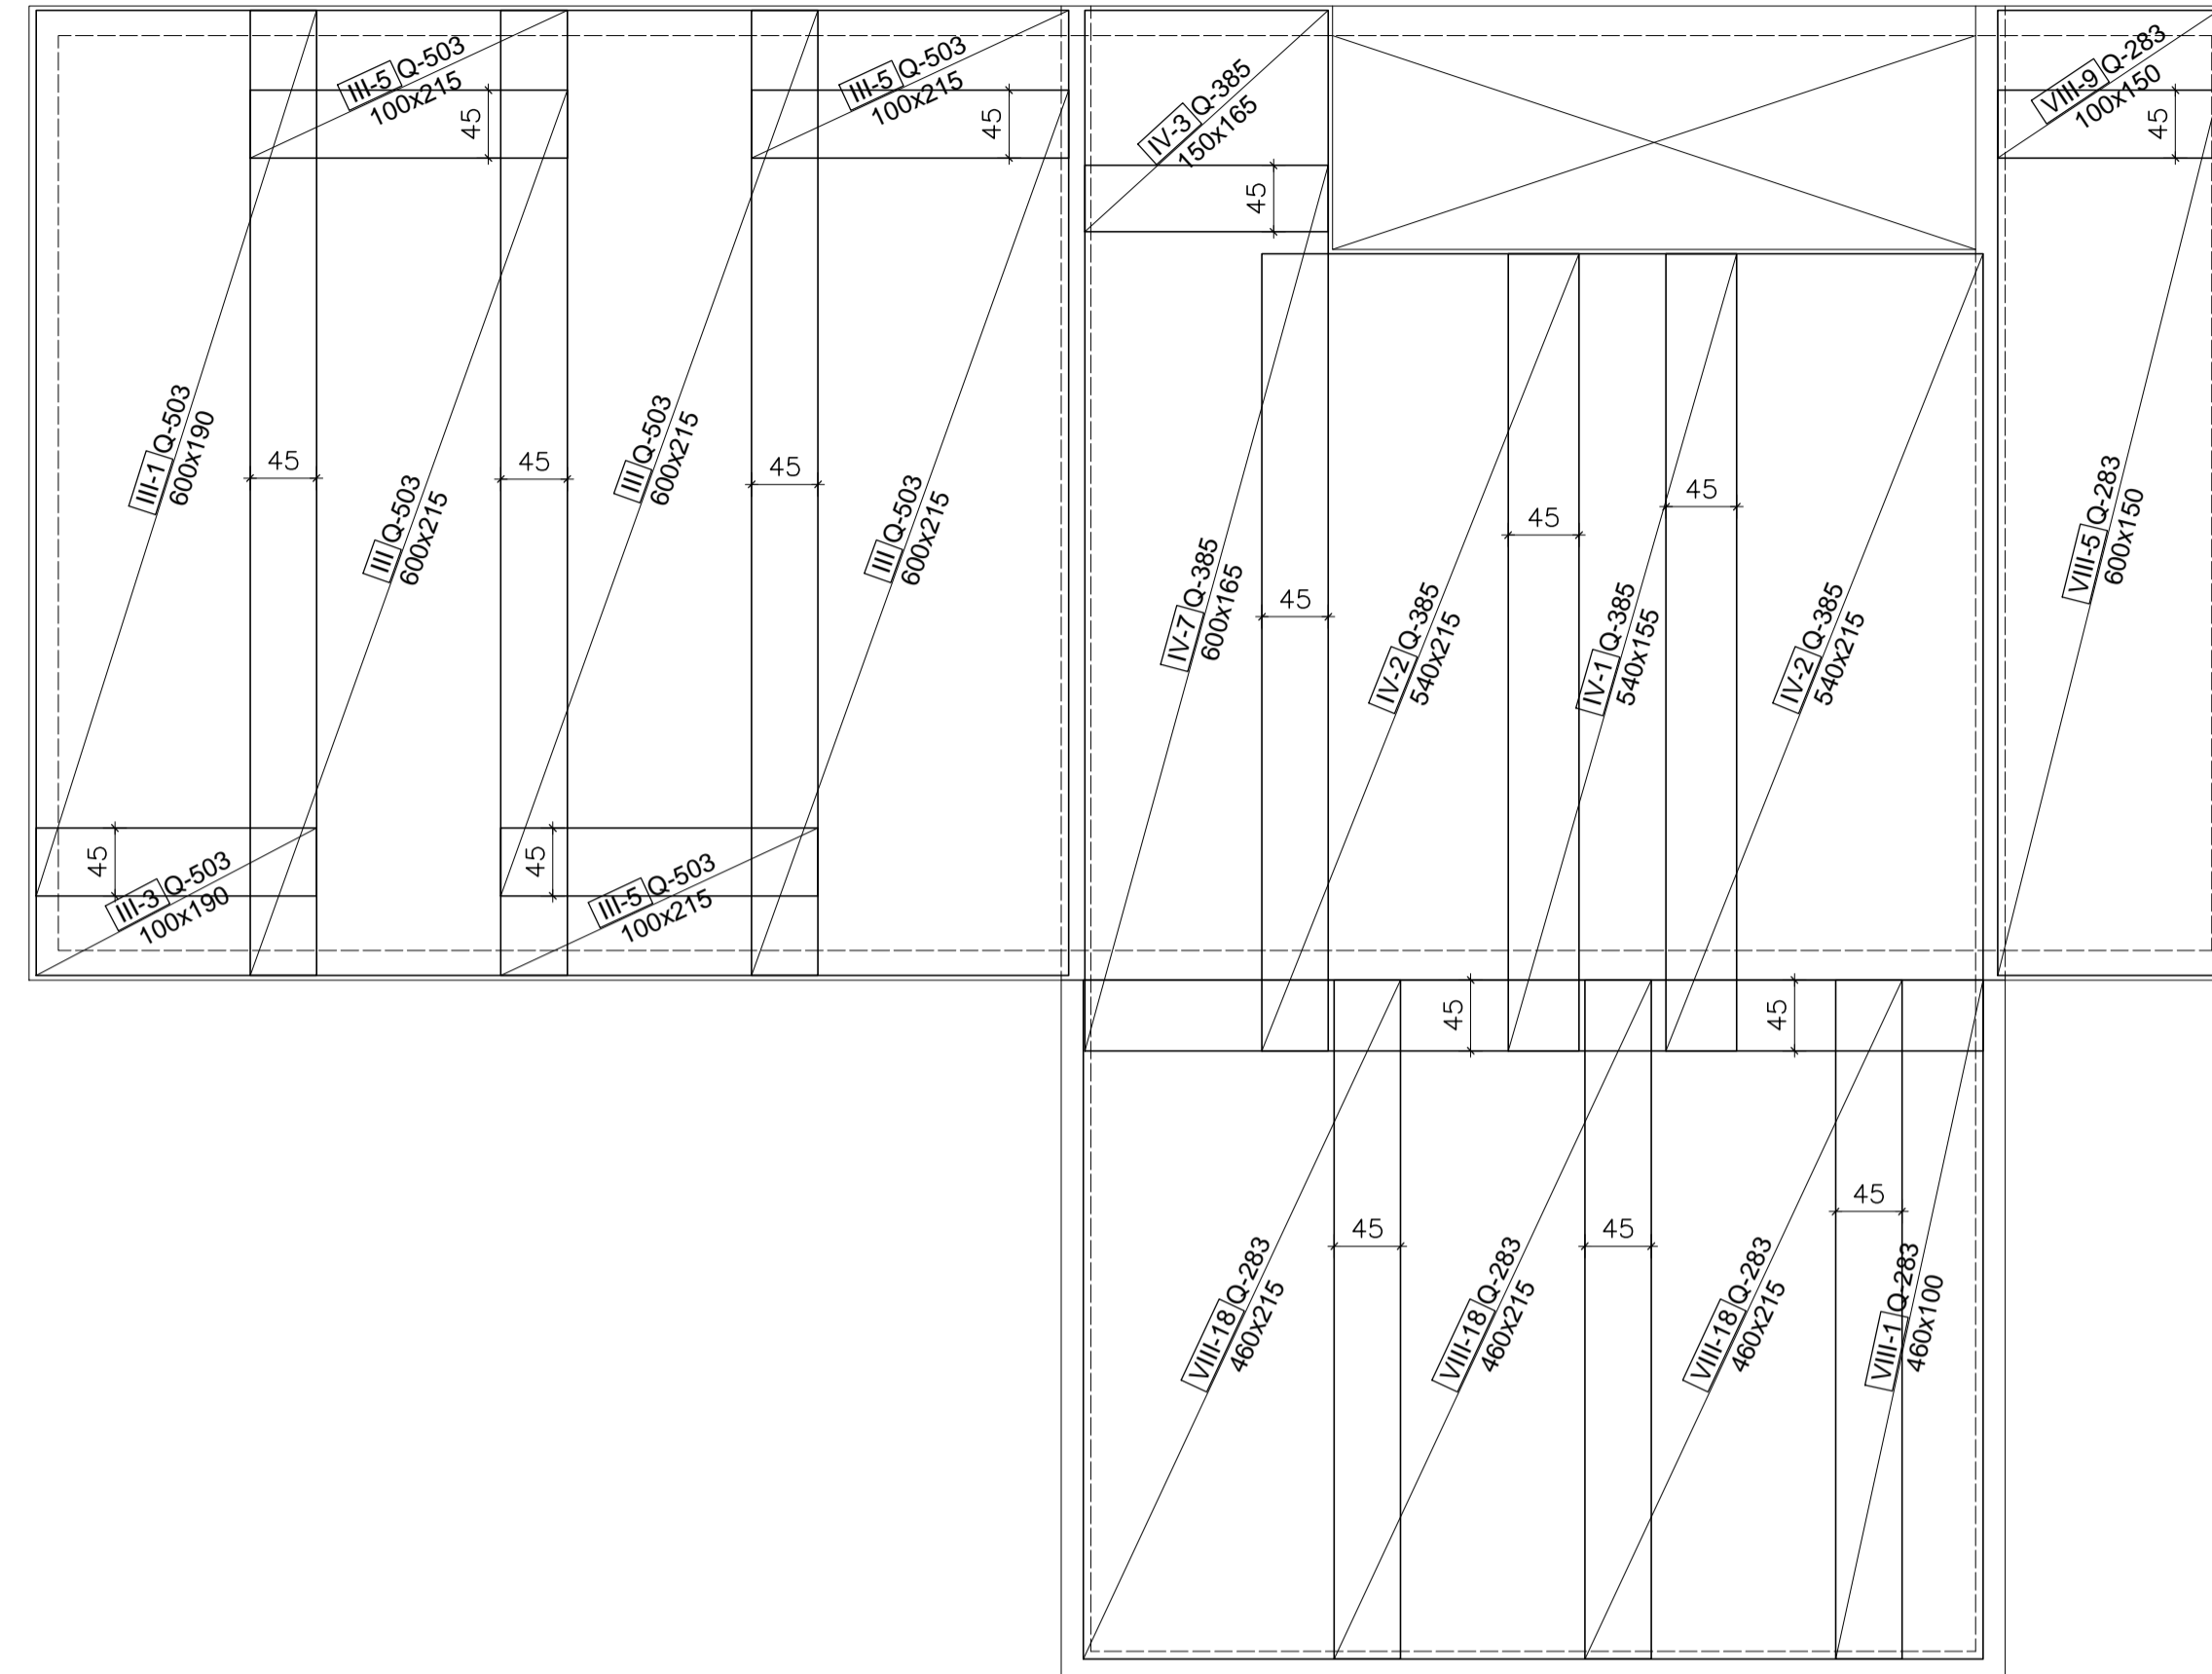 III-5 Q-503
100x215
45
III-5 Q-503
100x215
45
IV-3 Q-385
150x165
45
VIII-9 Q-283
100x150
45
III-1 Q-503
600x190
45
III Q-503
600x215
45
III Q-503
600x215
45
III Q-503
600x215
IV-7 Q-385
600x165
45
IV-2 Q-385
540x215
45
IV-1 Q-385
540x155
45
IV-2 Q-385
540x215
VIII-5 Q-283
600x150
45
III-3 Q-503
100x190
45
III-5 Q-503
100x215
45
45
VIII-18 Q-283
460x215
45
VIII-18 Q-283
460x215
45
VIII-18 Q-283
460x215
45
VIII-1 Q-283
460x100